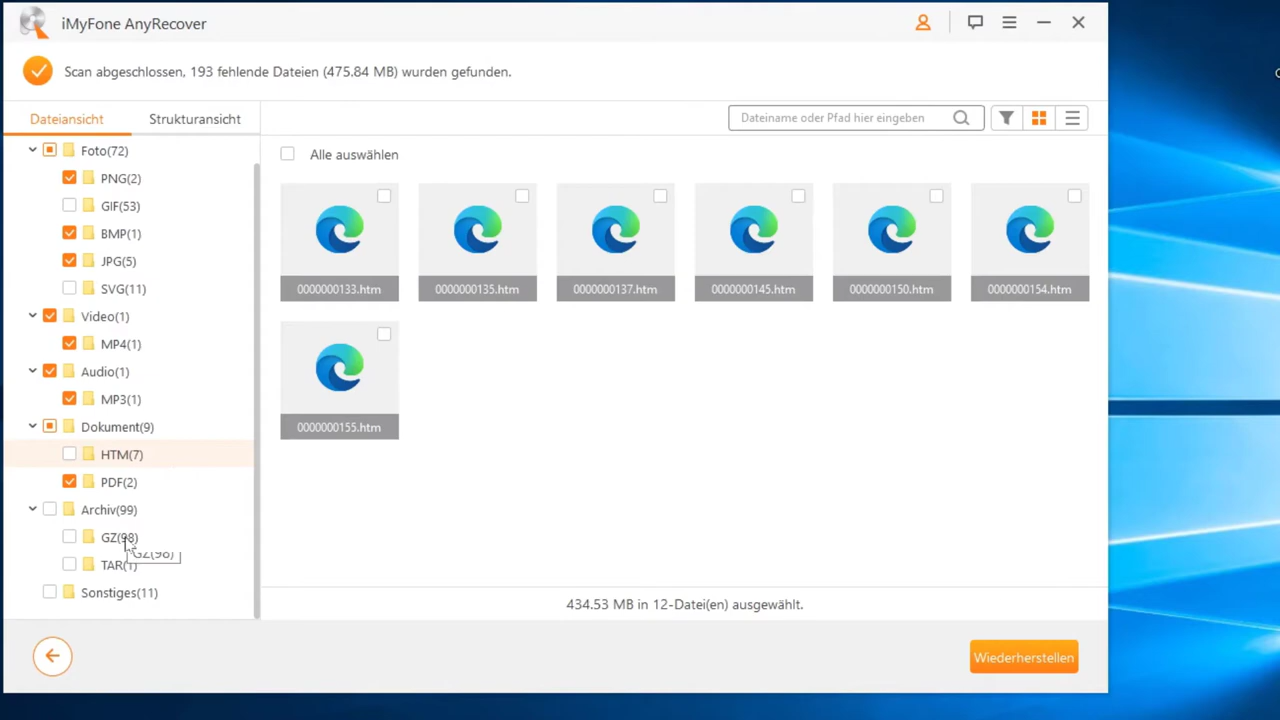 iMyFone AnyRecover
Scan abgeschlossen, 193 fehlende Dateien (475.84 MB) wurden gefunden.
Dateiansicht
Strukturansicht
Dateiname oder Pfad hier eingeben
Foto(72)
PNG(2)
GIF(53)
BMP(1)
JPG(5)
SVG(11)
Video(1)
MP4(1)
Audio(1)
MP3(1)
Dokument(9)
HTM(7)
PDF(2)
Archiv(99)
GZ(98)
GZ(98)
TAR(1)
Sonstiges(11)
Alle auswählen
0000000133.htm
0000000135.htm
0000000137.htm
0000000145.htm
0000000150.htm
0000000154.htm
0000000155.htm
434.53 MB in 12-Datei(en) ausgewählt.
Wiederherstellen